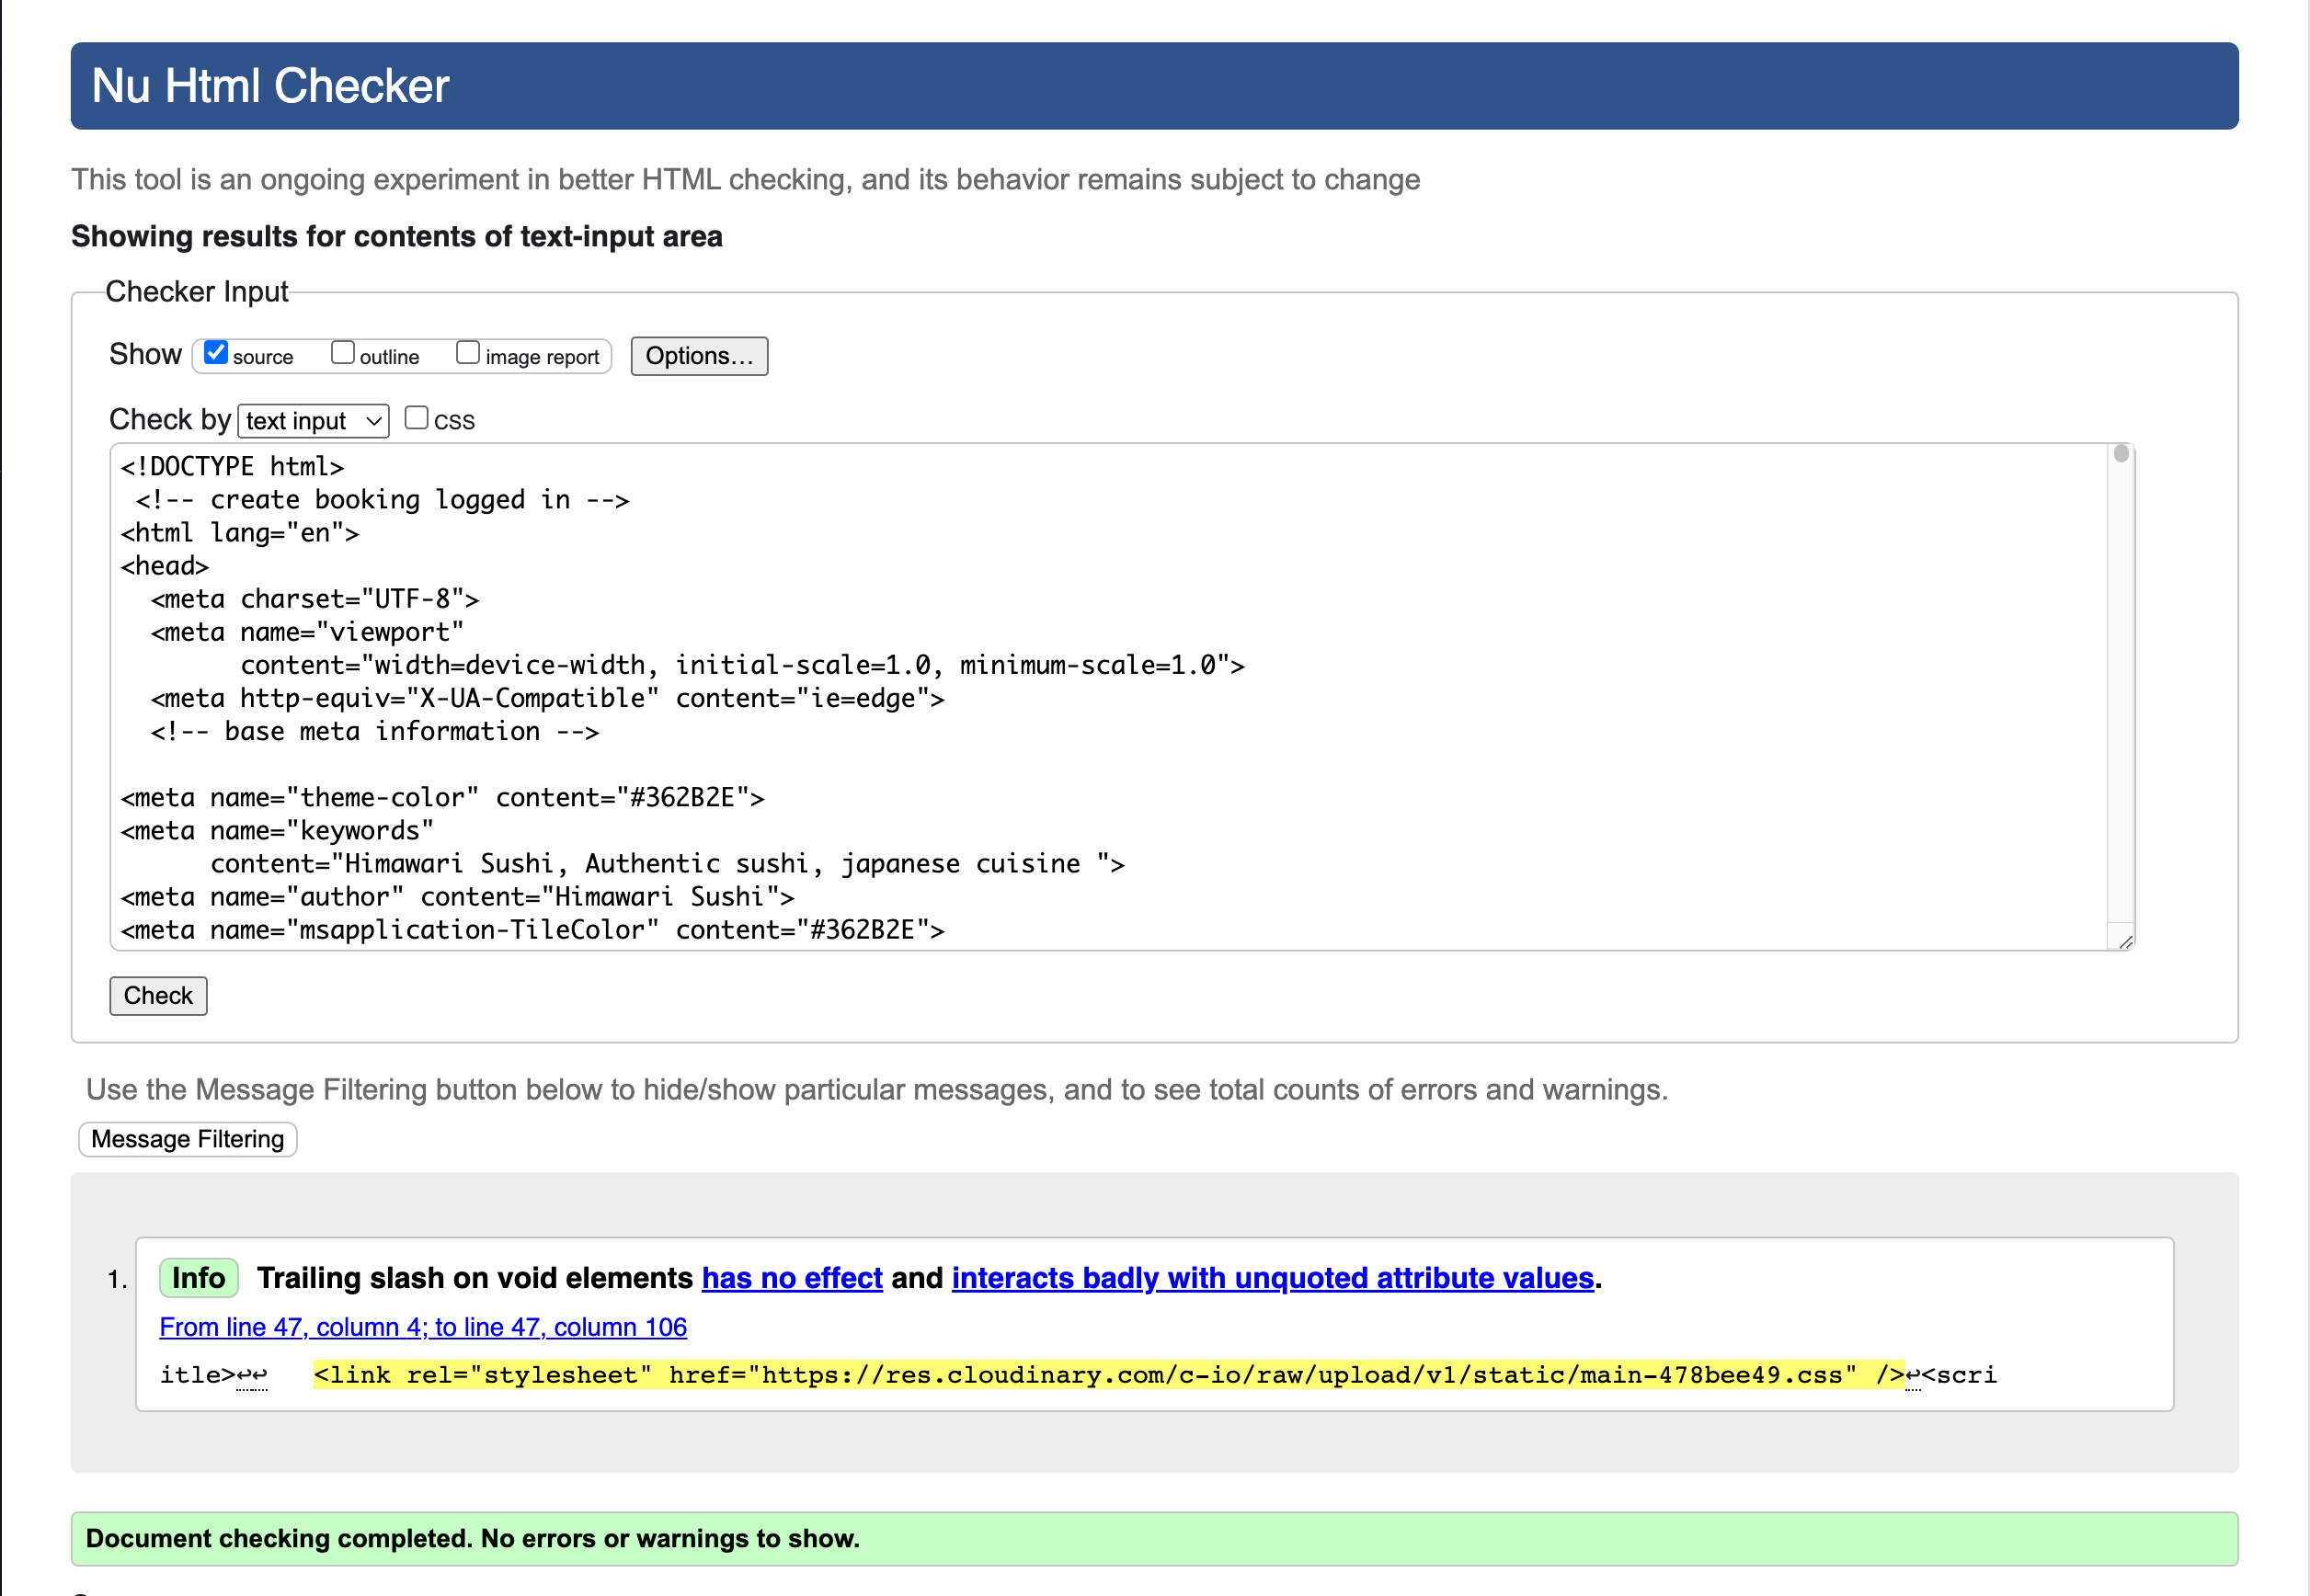 Nu Html Checker
This tool is an ongoing experiment in better HTML checking, and its behavior remains subject to change
Showing results for contents of text-input area
Checker Input
Show source outline image report Options...
Check by text input css
<!DOCTYPE html>
 <!-- create booking logged in -->
<html lang="en">
<head>
  <meta charset="UTF-8">
  <meta name="viewport"
        content="width=device-width, initial-scale=1.0, minimum-scale=1.0">
  <meta http-equiv="X-UA-Compatible" content="ie=edge">
  <!-- base meta information -->
<meta name="theme-color" content="#362B2E">
<meta name="keywords"
      content="Himawari Sushi, Authentic sushi, japanese cuisine ">
<meta name="author" content="Himawari Sushi">
<meta name="msapplication-TileColor" content="#362B2E">
Check
Use the Message Filtering button below to hide/show particular messages, and to see total counts of errors and warnings.
Message Filtering
1. Info Trailing slash on void elements has no effect and interacts badly with unquoted attribute values.
From line 47, column 4; to line 47, column 106
itle>↩↩   <link rel="stylesheet" href="https://res.cloudinary.com/c-io/raw/upload/v1/static/main-478bee49.css" />↩<scri
Document checking completed. No errors or warnings to show.